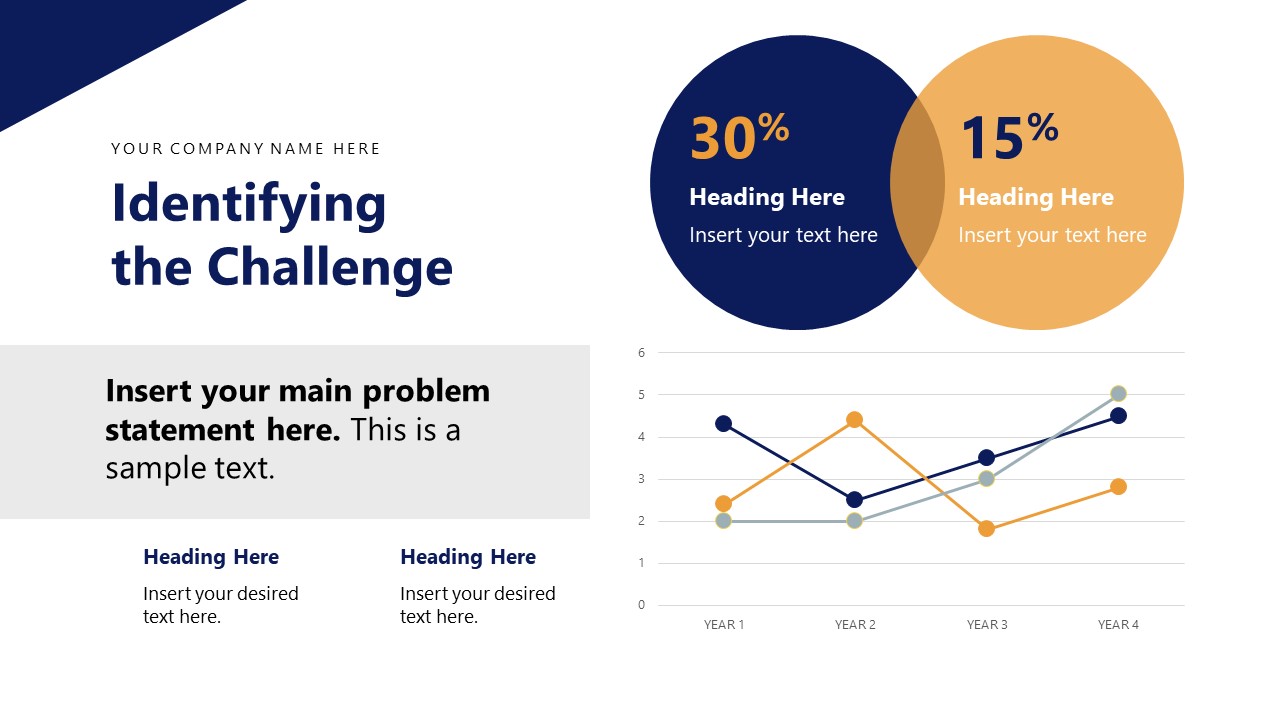 YOUR COMPANY NAME HERE
Identifying
the Challenge
Insert your main problem
statement here. This is a
sample text.
Heading Here
Insert your desired
text here.
Heading Here
Insert your desired
text here.
30%
Heading Here
Insert your text here
15%
Heading Here
Insert your text here
6
5
4
3
2
1
0
YEAR 1 YEAR 2 YEAR 3 YEAR 4